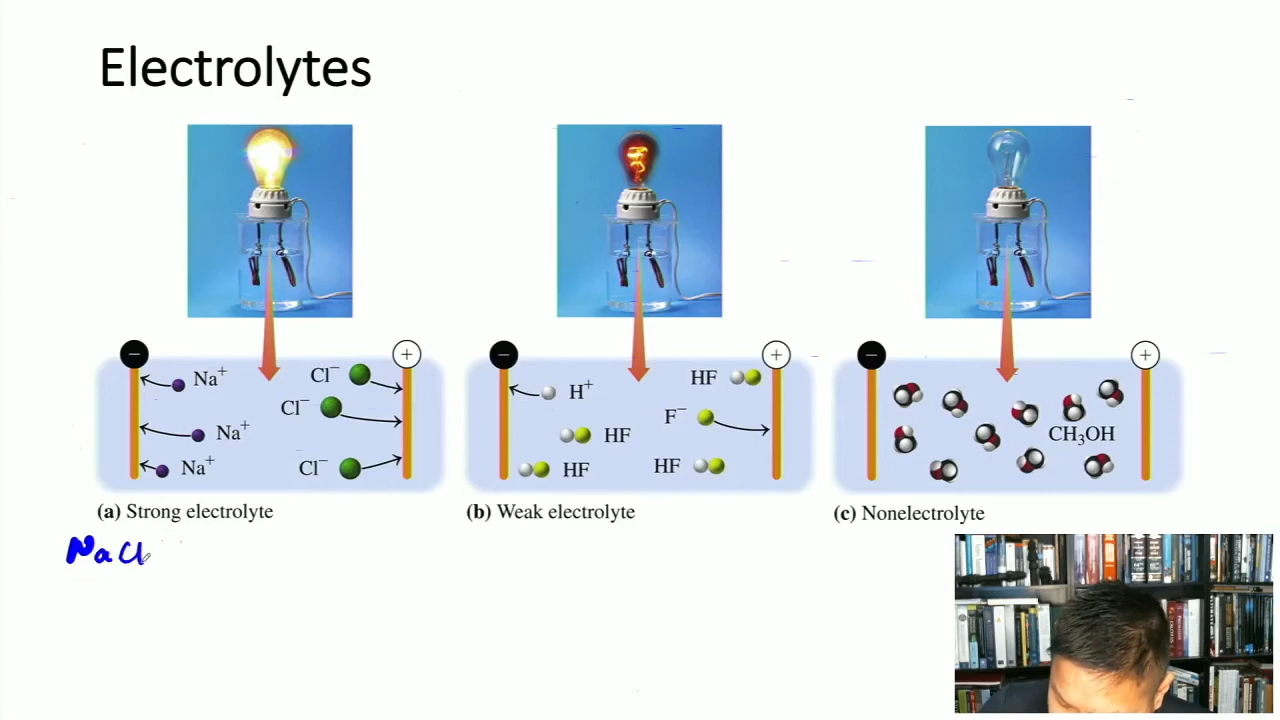 Electrolytes
− + − + − +
Na⁺ Cl⁻
Cl⁻
Na⁺
Na⁺ Cl⁻
H⁺ HF
F⁻
HF
HF HF
CH₃OH
(a) Strong electrolyte
(b) Weak electrolyte
(c) Nonelectrolyte
NaCl